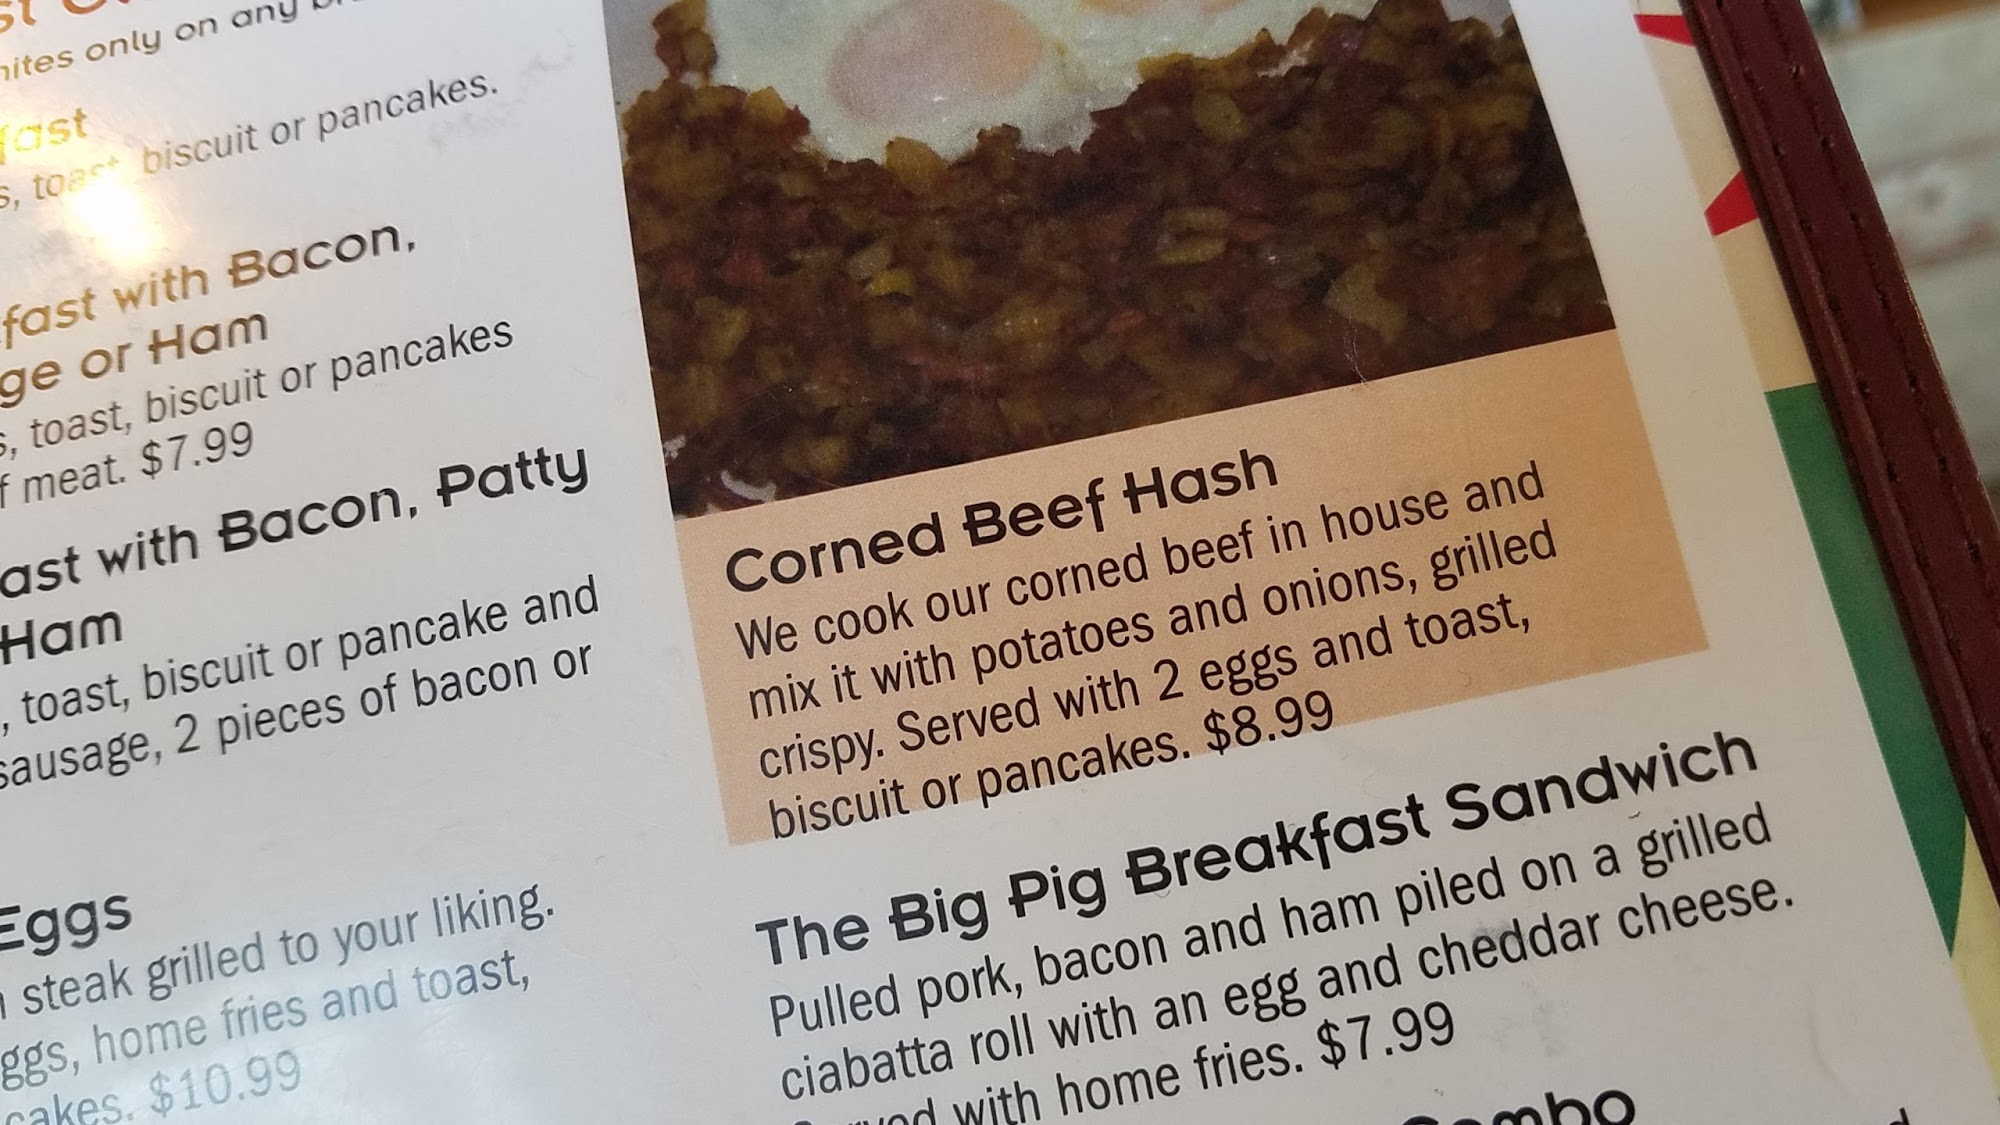 only on any
biscuit or pancakes.
with Bacon,
or Ham
toast, biscuit or pancakes
meat. $7.99
with Bacon, Patty
Ham
, toast, biscuit or pancake and
sausage, 2 pieces of bacon or
Eggs
steak grilled to your liking.
home fries and toast,
$10.99
Corned Beef Hash
We cook our corned beef in house and
mix it with potatoes and onions, grilled
crispy. Served with 2 eggs and toast,
biscuit or pancakes. $8.99
The Big Pig Breakfast Sandwich
Pulled pork, bacon and ham piled on a grilled
ciabatta roll with an egg and cheddar cheese.
Served with home fries. $7.99
Combo